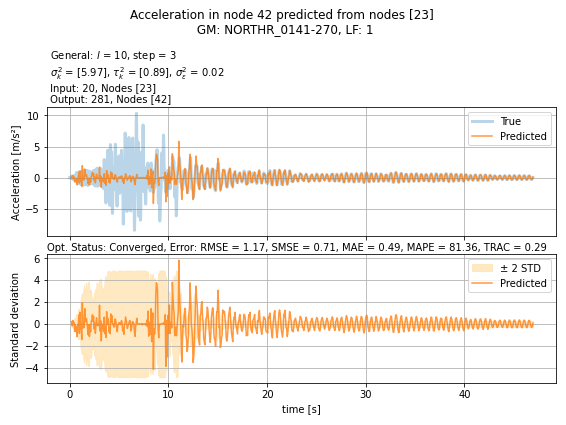 Acceleration in node 42 predicted from nodes [23]
GM: NORTHR_0141-270, LF: 1
General: l = 10, step = 3
σ²ₖ = [5.97], τ²ₖ = [0.89], σ²ε = 0.02
Input: 20, Nodes [23]
Output: 281, Nodes [42]
Acceleration [m/s²]
10
5
0
−5
True
Predicted
Opt. Status: Converged, Error: RMSE = 1.17, SMSE = 0.71, MAE = 0.49, MAPE = 81.36, TRAC = 0.29
Standard deviation
6
4
2
0
−2
−4
± 2 STD
Predicted
0 10 20 30 40
time [s]